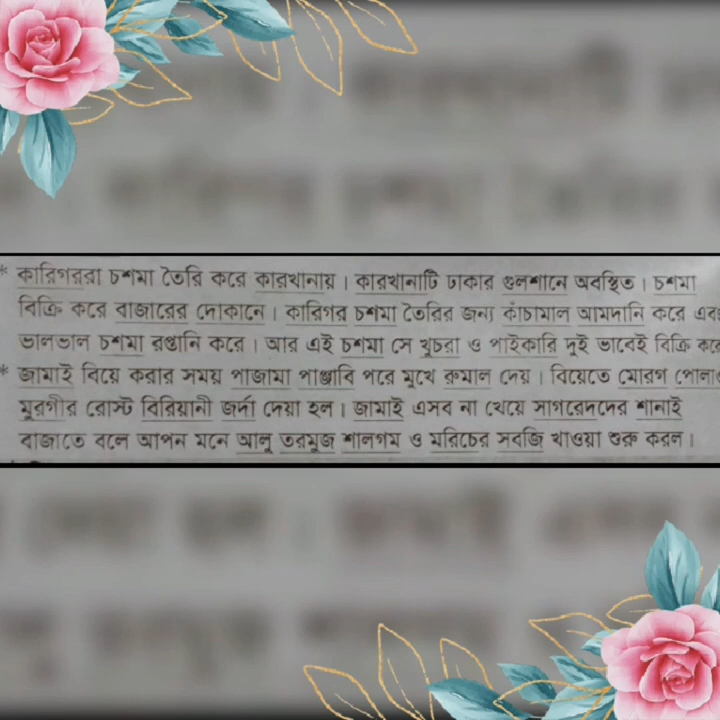 * কারিগররা চশমা তৈরি করে কারখানায়। কারখানাটি ঢাকার গুলশানে অবস্থিত। চশমা
বিক্রি করে বাজারের দোকানে। কারিগর চশমা তৈরির জন্য কাঁচামাল আমদানি করে এবং
ভালভাল চশমা রপ্তানি করে। আর এই চশমা সে খুচরা ও পাইকারি দুই ভাবেই বিক্রি করে
* জামাই বিয়ে করার সময় পাজামা পাঞ্জাবি পরে মুখে রুমাল দেয়। বিয়েতে মোরগ পোলাও
মুরগীর রোস্ট বিরিয়ানী জর্দা দেয়া হল। জামাই এসব না খেয়ে সাগরেদদের শানাই
বাজাতে বলে আপন মনে আলু তরমুজ শালগম ও মরিচের সবজি খাওয়া শুরু করল।